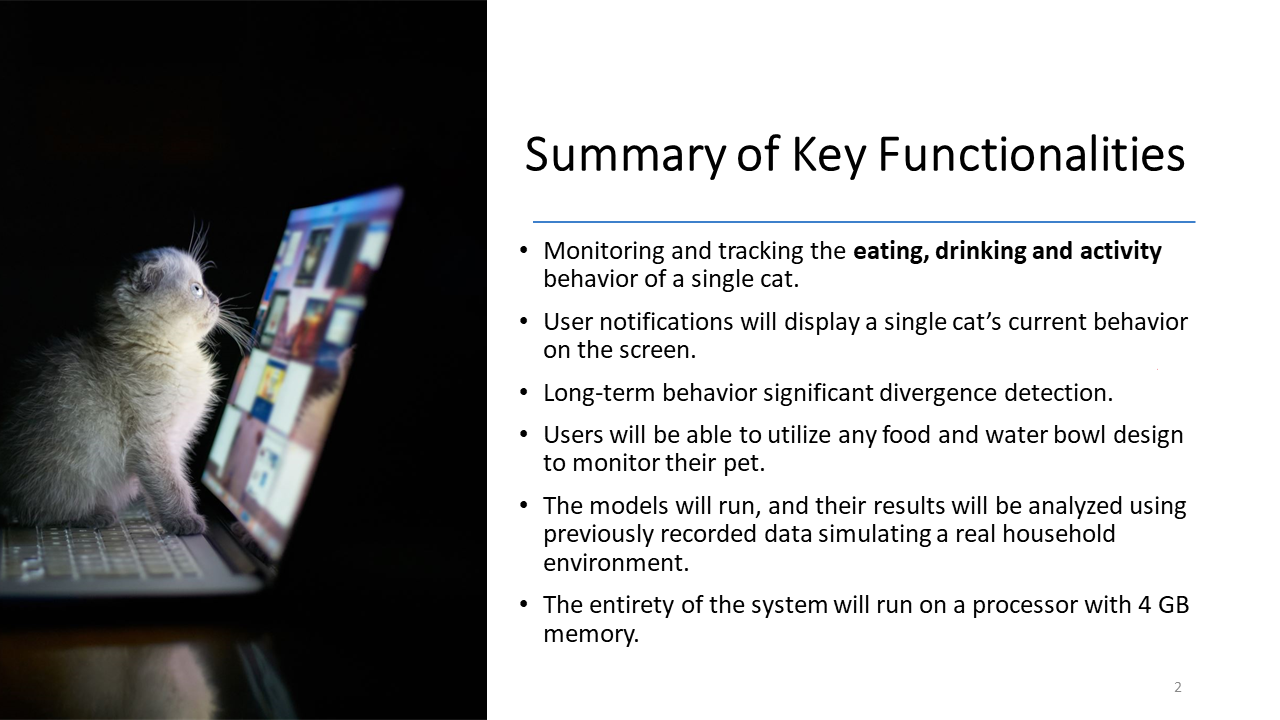 Summary of Key Functionalities
• Monitoring and tracking the eating, drinking and activity
behavior of a single cat.
• User notifications will display a single cat’s current behavior
on the screen.
• Long-term behavior significant divergence detection.
• Users will be able to utilize any food and water bowl design
to monitor their pet.
• The models will run, and their results will be analyzed using
previously recorded data simulating a real household
environment.
• The entirety of the system will run on a processor with 4 GB
memory.
2